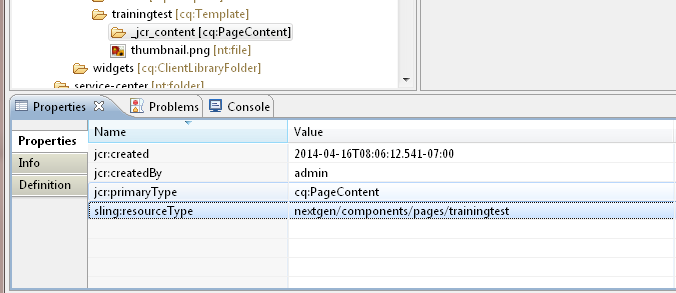 trainingtest [cq:Template]
_jcr_content [cq:PageContent]
thumbnail.png [nt:file]
widgets [cq:ClientLibraryFolder]
service-center [nt:folder]
Properties Problems Console
Properties
Info
Definition
Name Value
jcr:created 2014-04-16T08:06:12.541-07:00
jcr:createdBy admin
jcr:primaryType cq:PageContent
sling:resourceType nextgen/components/pages/trainingtest